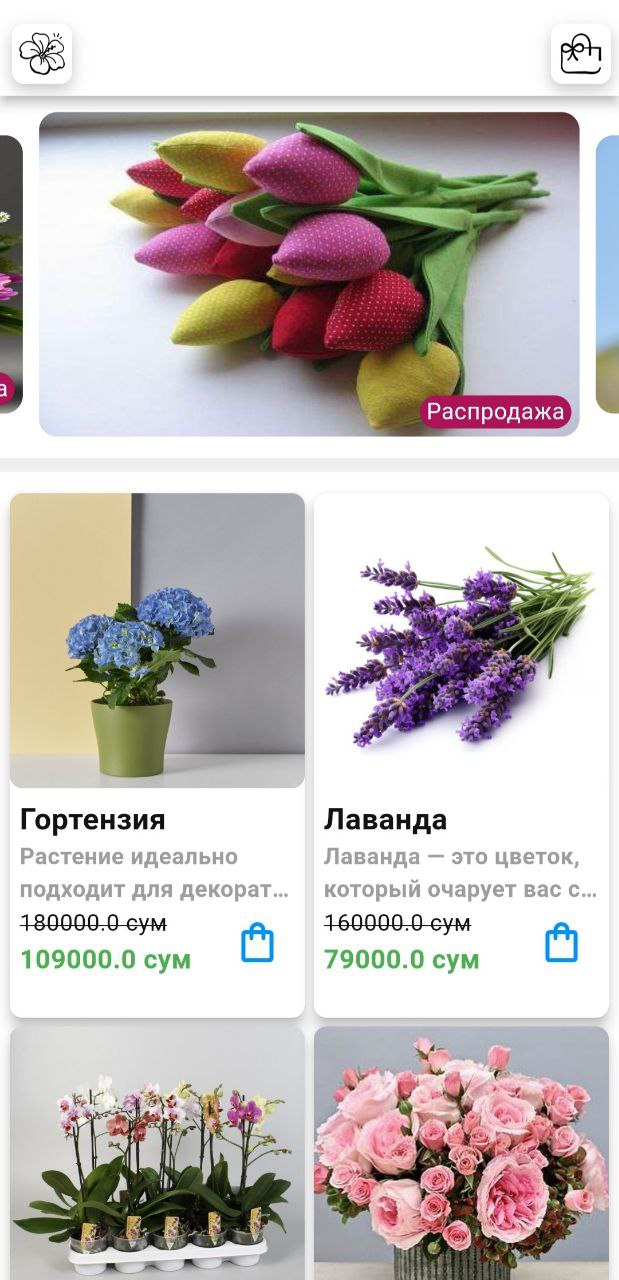 а
Распродажа
Гортензия
Растение идеально
подходит для декорат...
180000.0 сум
109000.0 сум
Лаванда
Лаванда — это цветок,
который очарует вас с...
160000.0 сум
79000.0 сум